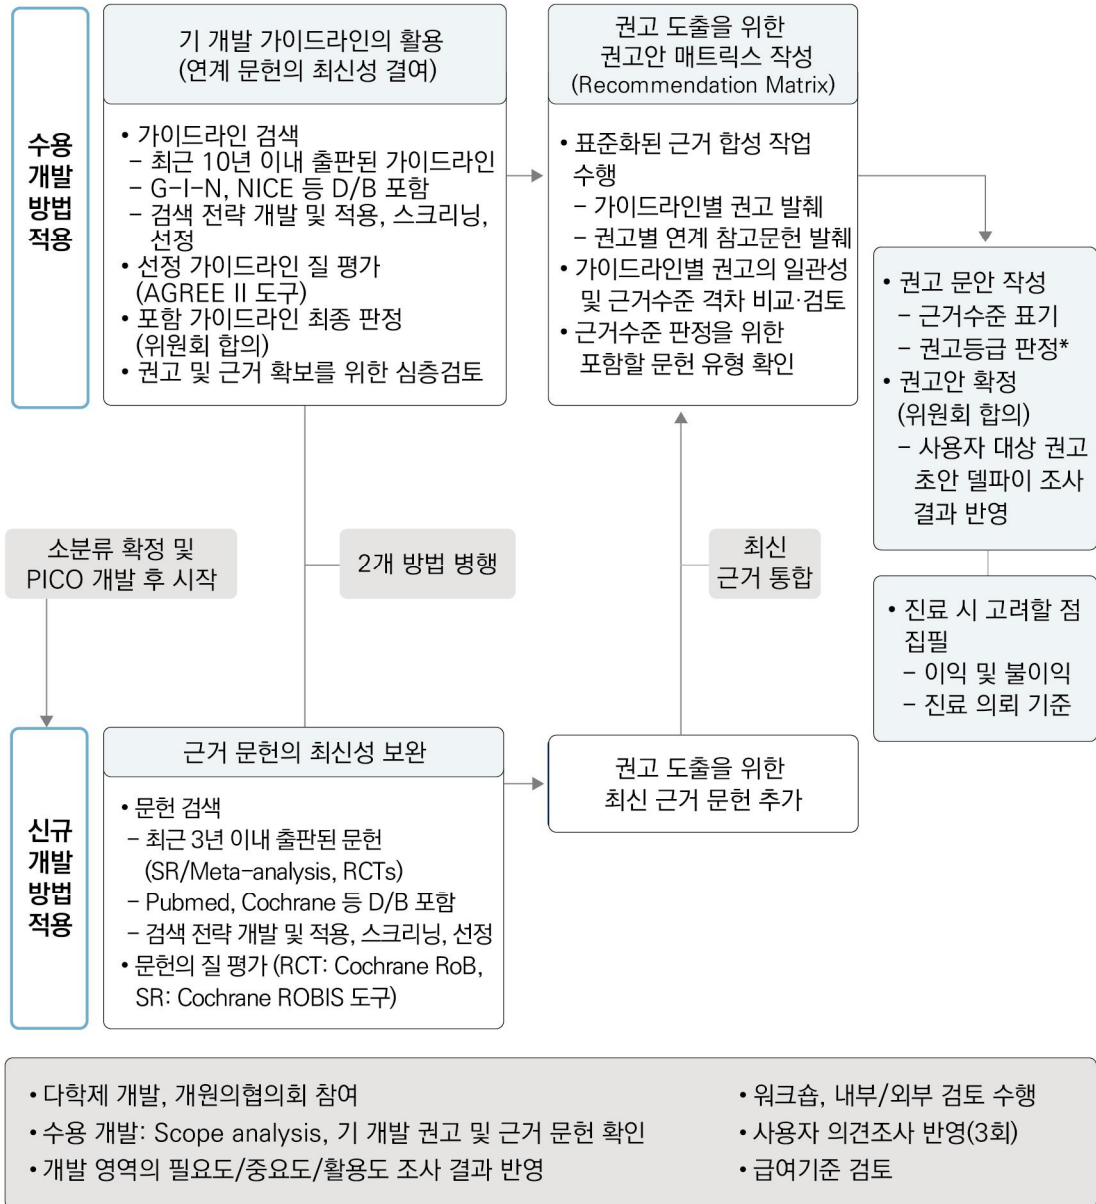 수용
개발
방법
적용
기 개발 가이드라인의 활용
(연계 문헌의 최신성 결여)
• 가이드라인 검색
– 최근 10년 이내 출판된 가이드라인
– G-I-N, NICE 등 D/B 포함
– 검색 전략 개발 및 적용, 스크리닝,
선정
• 선정 가이드라인 질 평가
(AGREE II 도구)
• 포함 가이드라인 최종 판정
(위원회 합의)
• 권고 및 근거 확보를 위한 심층검토
권고 도출을 위한
권고안 매트릭스 작성
(Recommendation Matrix)
• 표준화된 근거 합성 작업
수행
– 가이드라인별 권고 발췌
– 권고별 연계 참고문헌 발췌
• 가이드라인별 권고의 일관성
및 근거수준 격차 비교·검토
• 근거수준 판정을 위한
포함할 문헌 유형 확인
• 권고 문안 작성
– 근거수준 표기
– 권고등급 판정*
• 권고안 확정
(위원회 합의)
– 사용자 대상 권고
초안 델파이 조사
결과 반영
소분류 확정 및
PICO 개발 후 시작
2개 방법 병행
최신
근거 통합
• 진료 시 고려할 점
집필
– 이익 및 불이익
– 진료 의뢰 기준
신규
개발
방법
적용
근거 문헌의 최신성 보완
• 문헌 검색
– 최근 3년 이내 출판된 문헌
(SR/Meta-analysis, RCTs)
– Pubmed, Cochrane 등 D/B 포함
– 검색 전략 개발 및 적용, 스크리닝, 선정
• 문헌의 질 평가 (RCT: Cochrane RoB,
SR: Cochrane ROBIS 도구)
권고 도출을 위한
최신 근거 문헌 추가
• 다학제 개발, 개원의협의회 참여
• 수용 개발: Scope analysis, 기 개발 권고 및 근거 문헌 확인
• 개발 영역의 필요도/중요도/활용도 조사 결과 반영
• 워크숍, 내부/외부 검토 수행
• 사용자 의견조사 반영(3회)
• 급여기준 검토